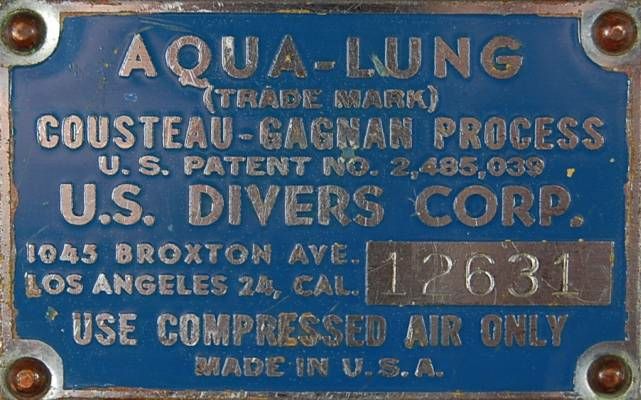 AQUA-LUNG
(TRADE MARK)
COUSTEAU-GAGNAN PROCESS
U.S. PATENT NO. 2,485,039
U.S. DIVERS CORP.
1045 BROXTON AVE.
LOS ANGELES 24, CAL. 12631
USE COMPRESSED AIR ONLY
MADE IN U.S.A.